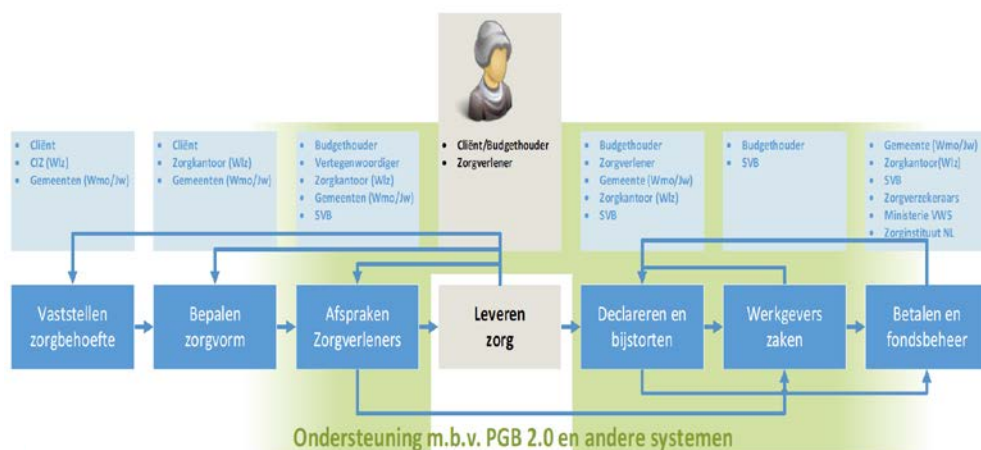 • Cliënt
• CIZ (Wlz)
• Gemeenten (Wmo/Jw)
• Cliënt
• Zorgkantoor (Wlz)
• Gemeenten (Wmo/Jw)
• Budgethouder
• Vertegenwoordiger
• Zorgkantoor (Wlz)
• Gemeenten (Wmo/Jw)
• SVB
• Cliënt/Budgethouder
• Zorgverlener
• Budgethouder
• Zorgverlener
• Gemeente (Wmo/Jw)
• Zorgkantoor (Wlz)
• SVB
• Budgethouder
• SVB
• Gemeente (Wmo/Jw)
• Zorgkantoor(Wlz)
• SVB
• Zorgverzekeraars
• Ministerie VWS
• Zorginstituut NL
Vaststellen
zorgbehoefte
Bepalen
zorgvorm
Afspraken
Zorgverleners
Leveren
zorg
Declareren en
bijstorten
Werkgevers
zaken
Betalen en
fondsbeheer
Ondersteuning m.b.v. PGB 2.0 en andere systemen